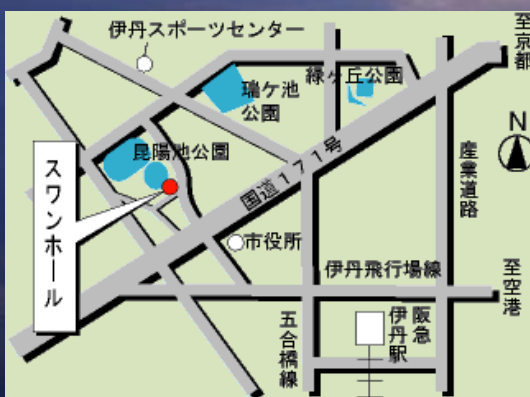 伊丹スポーツセンター
至京都
緑ヶ丘公園
瑞ケ池
公園
昆陽池公園
国道171号
N
産業道路
スワンホール
市役所
伊丹飛行場線
至空港
五合橋線
阪急
伊丹駅